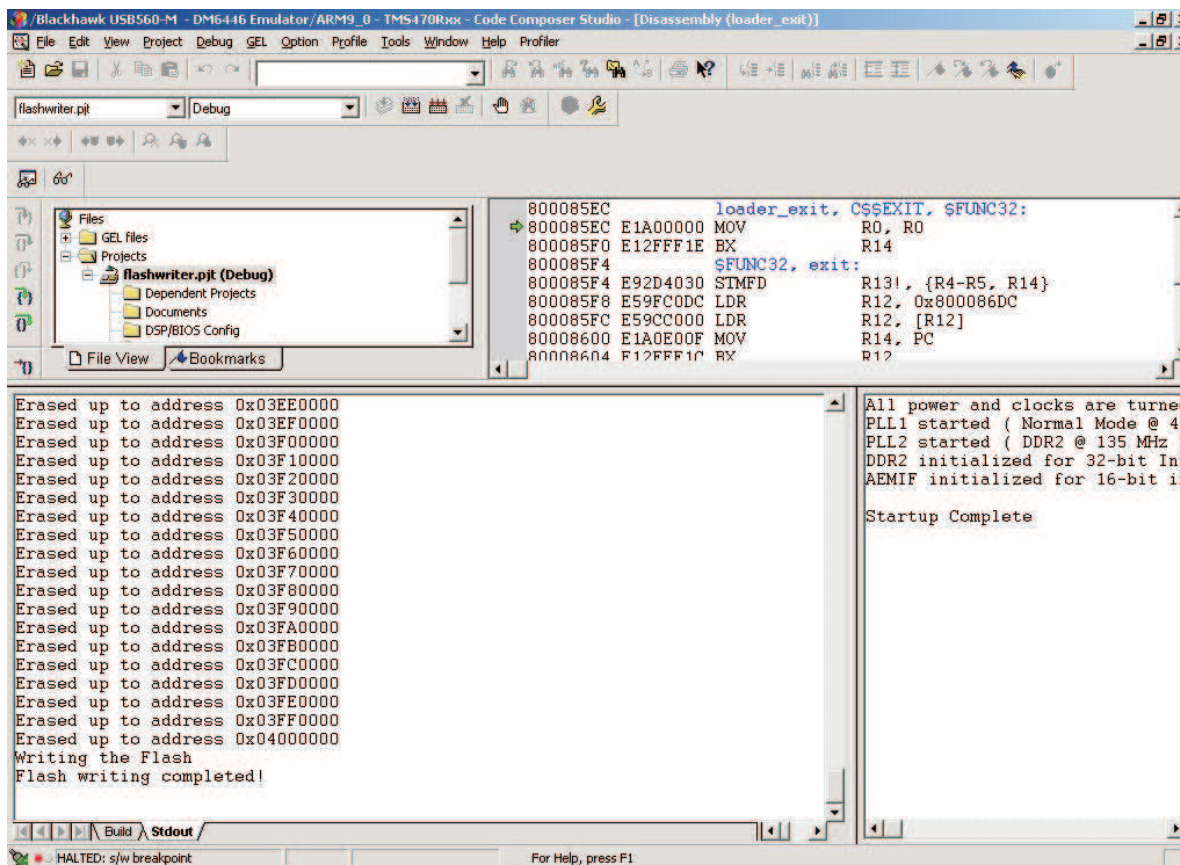 /Blackhawk USB560-M - DM6446 Emulator/ARM9_0 - TMS470Rxx - Code Composer Studio - [Disassembly (loader_exit)]
File Edit View Project Debug GEL Option Profile Tools Window Help Profiler
flashwriter.pjt Debug
Files
GEL files
Projects
flashwriter.pjt (Debug)
Dependent Projects
Documents
DSP/BIOS Config
File View Bookmarks
800085EC loader_exit, C$$EXIT, $FUNC32:
800085EC E1A00000 MOV R0, R0
800085F0 E12FFF1E BX R14
800085F4 $FUNC32, exit:
800085F4 E92D4030 STMFD R13!, {R4-R5, R14}
800085F8 E59FC0DC LDR R12, 0x800086DC
800085FC E59CC000 LDR R12, [R12]
80008600 E1A0E00F MOV R14, PC
80008604 E12FFF1C BX R12
Erased up to address 0x03EE0000
Erased up to address 0x03EF0000
Erased up to address 0x03F00000
Erased up to address 0x03F10000
Erased up to address 0x03F20000
Erased up to address 0x03F30000
Erased up to address 0x03F40000
Erased up to address 0x03F50000
Erased up to address 0x03F60000
Erased up to address 0x03F70000
Erased up to address 0x03F80000
Erased up to address 0x03F90000
Erased up to address 0x03FA0000
Erased up to address 0x03FB0000
Erased up to address 0x03FC0000
Erased up to address 0x03FD0000
Erased up to address 0x03FE0000
Erased up to address 0x03FF0000
Erased up to address 0x04000000
Writing the Flash
Flash writing completed!
All power and clocks are turne
PLL1 started ( Normal Mode @ 4
PLL2 started ( DDR2 @ 135 MHz
DDR2 initialized for 32-bit In
AEMIF initialized for 16-bit i
Startup Complete
Build Stdout
HALTED: s/w breakpoint For Help, press F1